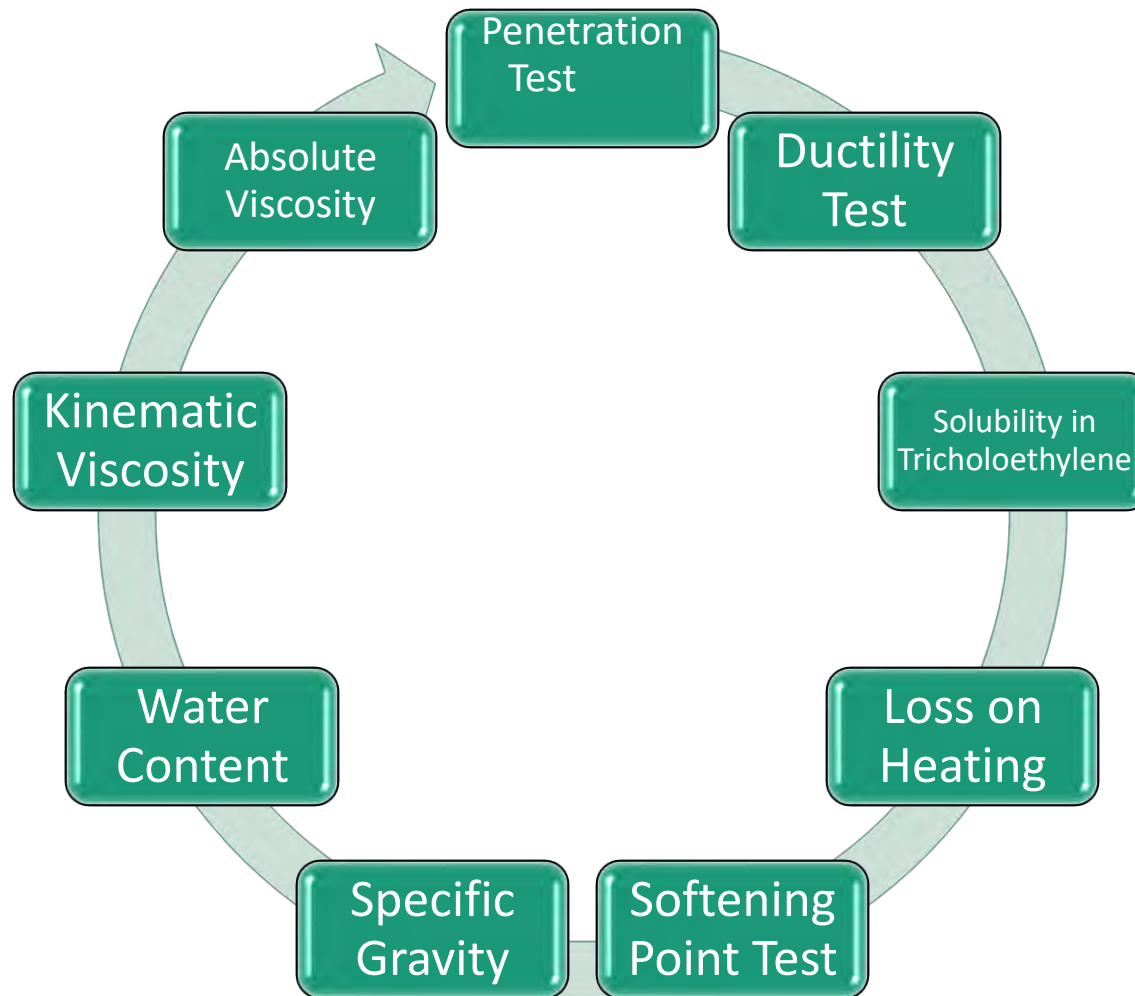 Penetration
Test
Ductility
Test
Solubility in
Tricholoethylene
Loss on
Heating
Softening
Point Test
Specific
Gravity
Water
Content
Kinematic
Viscosity
Absolute
Viscosity